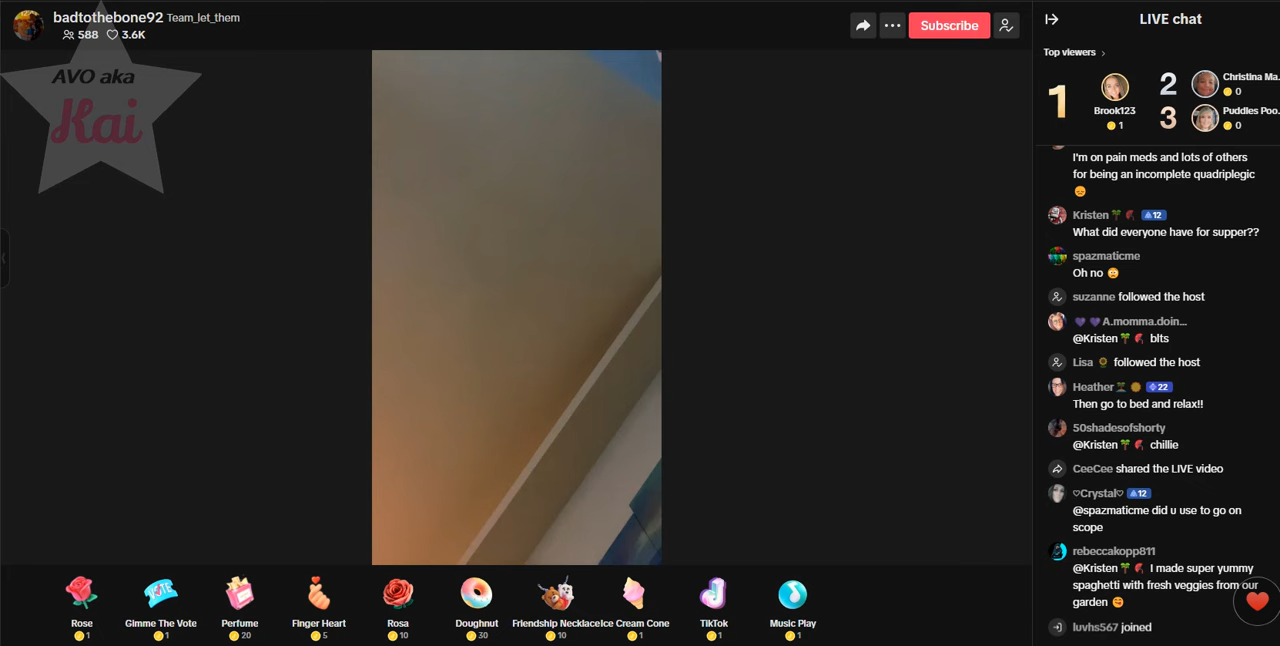 badtothebone92 Team_let_them
588 3.6K
Subscribe
AVO aka
Kai
LIVE chat
Top viewers
1
Brook123
1
2
Christina Ma...
0
3
Puddles Poo...
0
I'm on pain meds and lots of others
for being an incomplete quadriplegic
Kristen 12
What did everyone have for supper??
spazmaticme
Oh no
suzanne followed the host
A.momma.doin...
@Kristen blts
Lisa followed the host
Heather 22
Then go to bed and relax!!
50shadesofshorty
@Kristen chillie
CeeCee shared the LIVE video
♡Crystal♡ 12
@spazmaticme did u use to go on
scope
rebeccakopp811
@Kristen I made super yummy
spaghetti with fresh veggies from our
garden
luvhs567 joined
Rose
1
Gimme The Vote
1
Perfume
20
Finger Heart
5
Rosa
10
Doughnut
30
Friendship Necklace
10
Ice Cream Cone
1
TikTok
1
Music Play
1